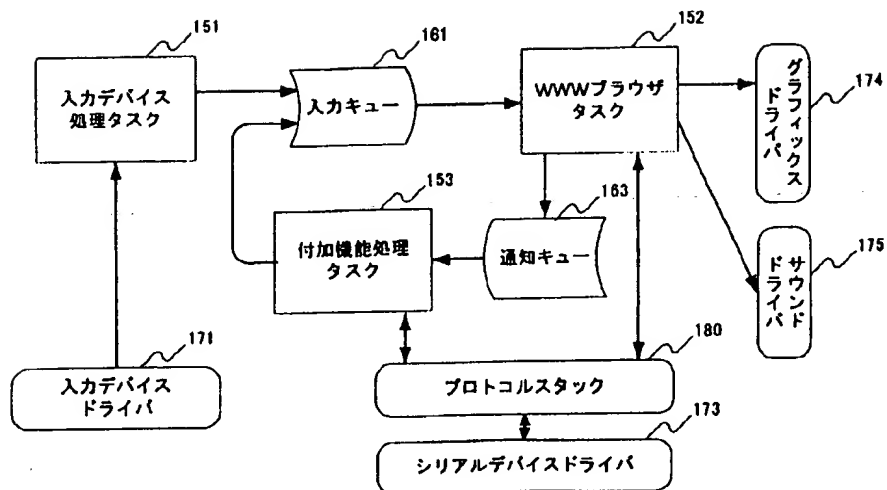 151
入力デバイス
処理タスク
161
入力キュー
152
WWWブラウザ
タスク
グラフィックス
ドライバ
174
153
付加機能処理
タスク
163
通知キュー
サウンド
ドライバ
175
171
入力デバイス
ドライバ
180
プロトコルスタック
173
シリアルデバイスドライバ